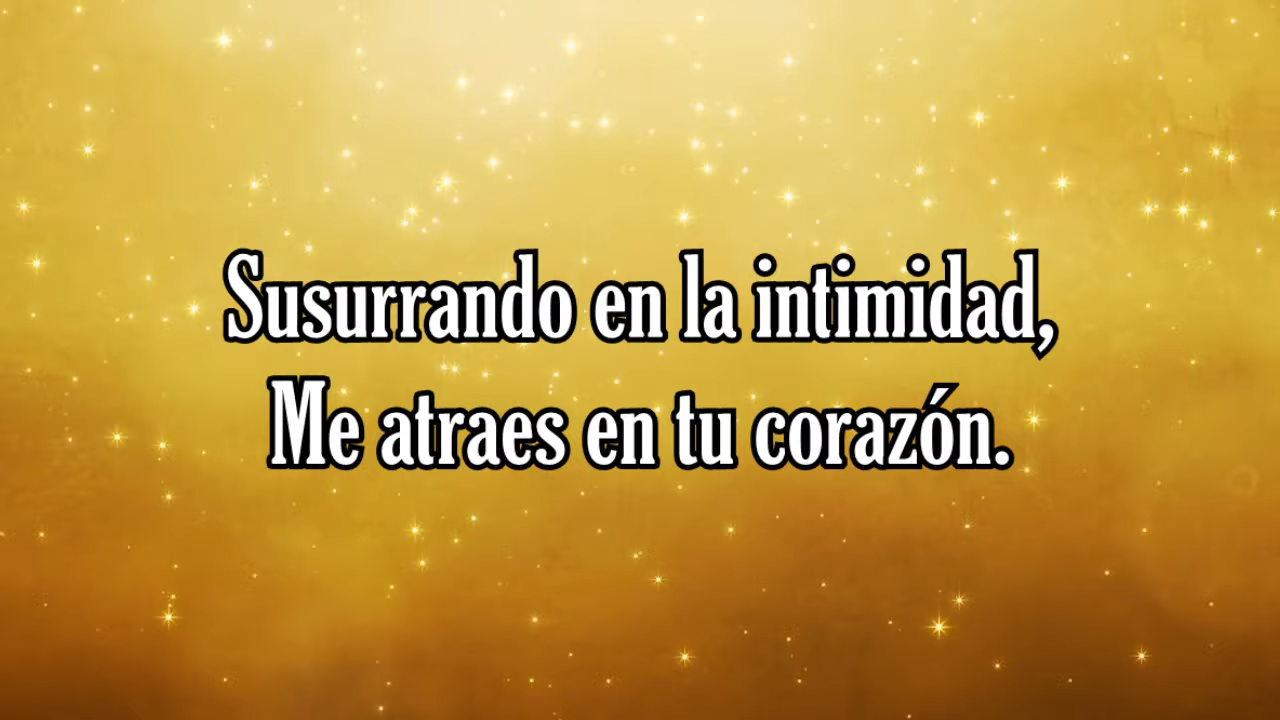 Susurrando en la intimidad,
Me atraes en tu corazón.